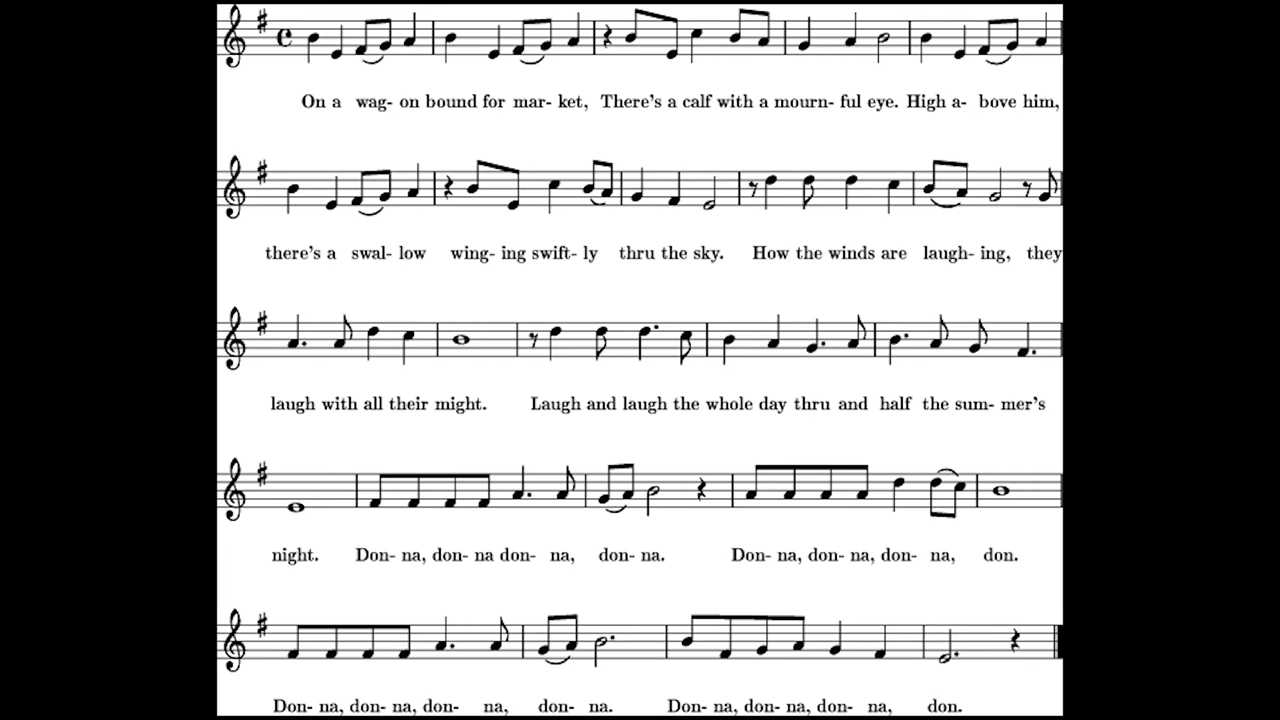 On a wag- on bound for mar- ket, There's a calf with a mourn- ful eye. High a- bove him,
there's a swal- low wing- ing swift- ly thru the sky. How the winds are laugh- ing, they
laugh with all their might. Laugh and laugh the whole day thru and half the sum- mer's
night. Don- na, don- na don- na, don- na. Don- na, don- na, don- na, don.
Don- na, don- na, don- na, don- na. Don- na, don- na, don- na, don.